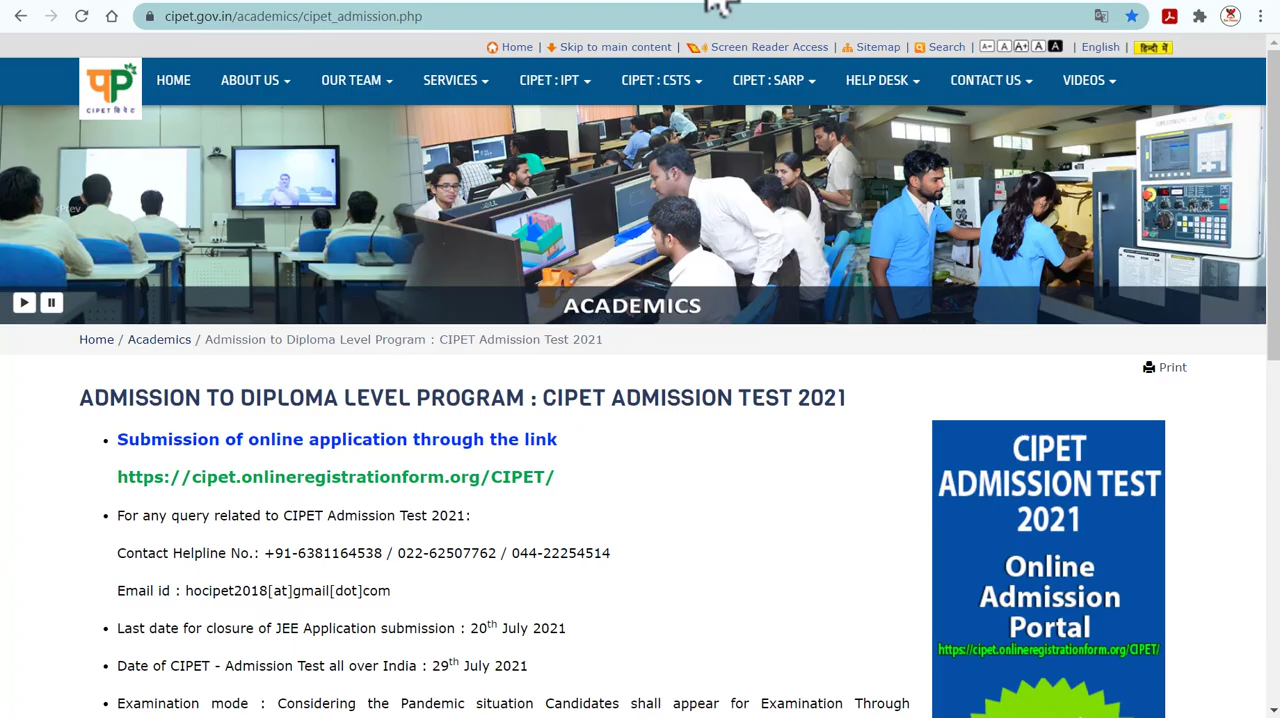 cipet.gov.in/academics/cipet_admission.php
Home | Skip to main content | Screen Reader Access | Sitemap | Search | A- A A+ A A | English | हिन्दी में
पP
CIPET सिपेट
HOME ABOUT US OUR TEAM SERVICES CIPET : IPT CIPET : CSTS CIPET : SARP HELP DESK CONTACT US VIDEOS
<Prev
ACADEMICS
Home / Academics / Admission to Diploma Level Program : CIPET Admission Test 2021
Print
ADMISSION TO DIPLOMA LEVEL PROGRAM : CIPET ADMISSION TEST 2021
• Submission of online application through the link
https://cipet.onlineregistrationform.org/CIPET/
• For any query related to CIPET Admission Test 2021:
Contact Helpline No.: +91-6381164538 / 022-62507762 / 044-22254514
Email id : hocipet2018[at]gmail[dot]com
• Last date for closure of JEE Application submission : 20th July 2021
• Date of CIPET - Admission Test all over India : 29th July 2021
• Examination mode : Considering the Pandemic situation Candidates shall appear for Examination Through
CIPET
ADMISSION TEST
2021
Online
Admission
Portal
https://cipet.onlineregistrationform.org/CIPET/